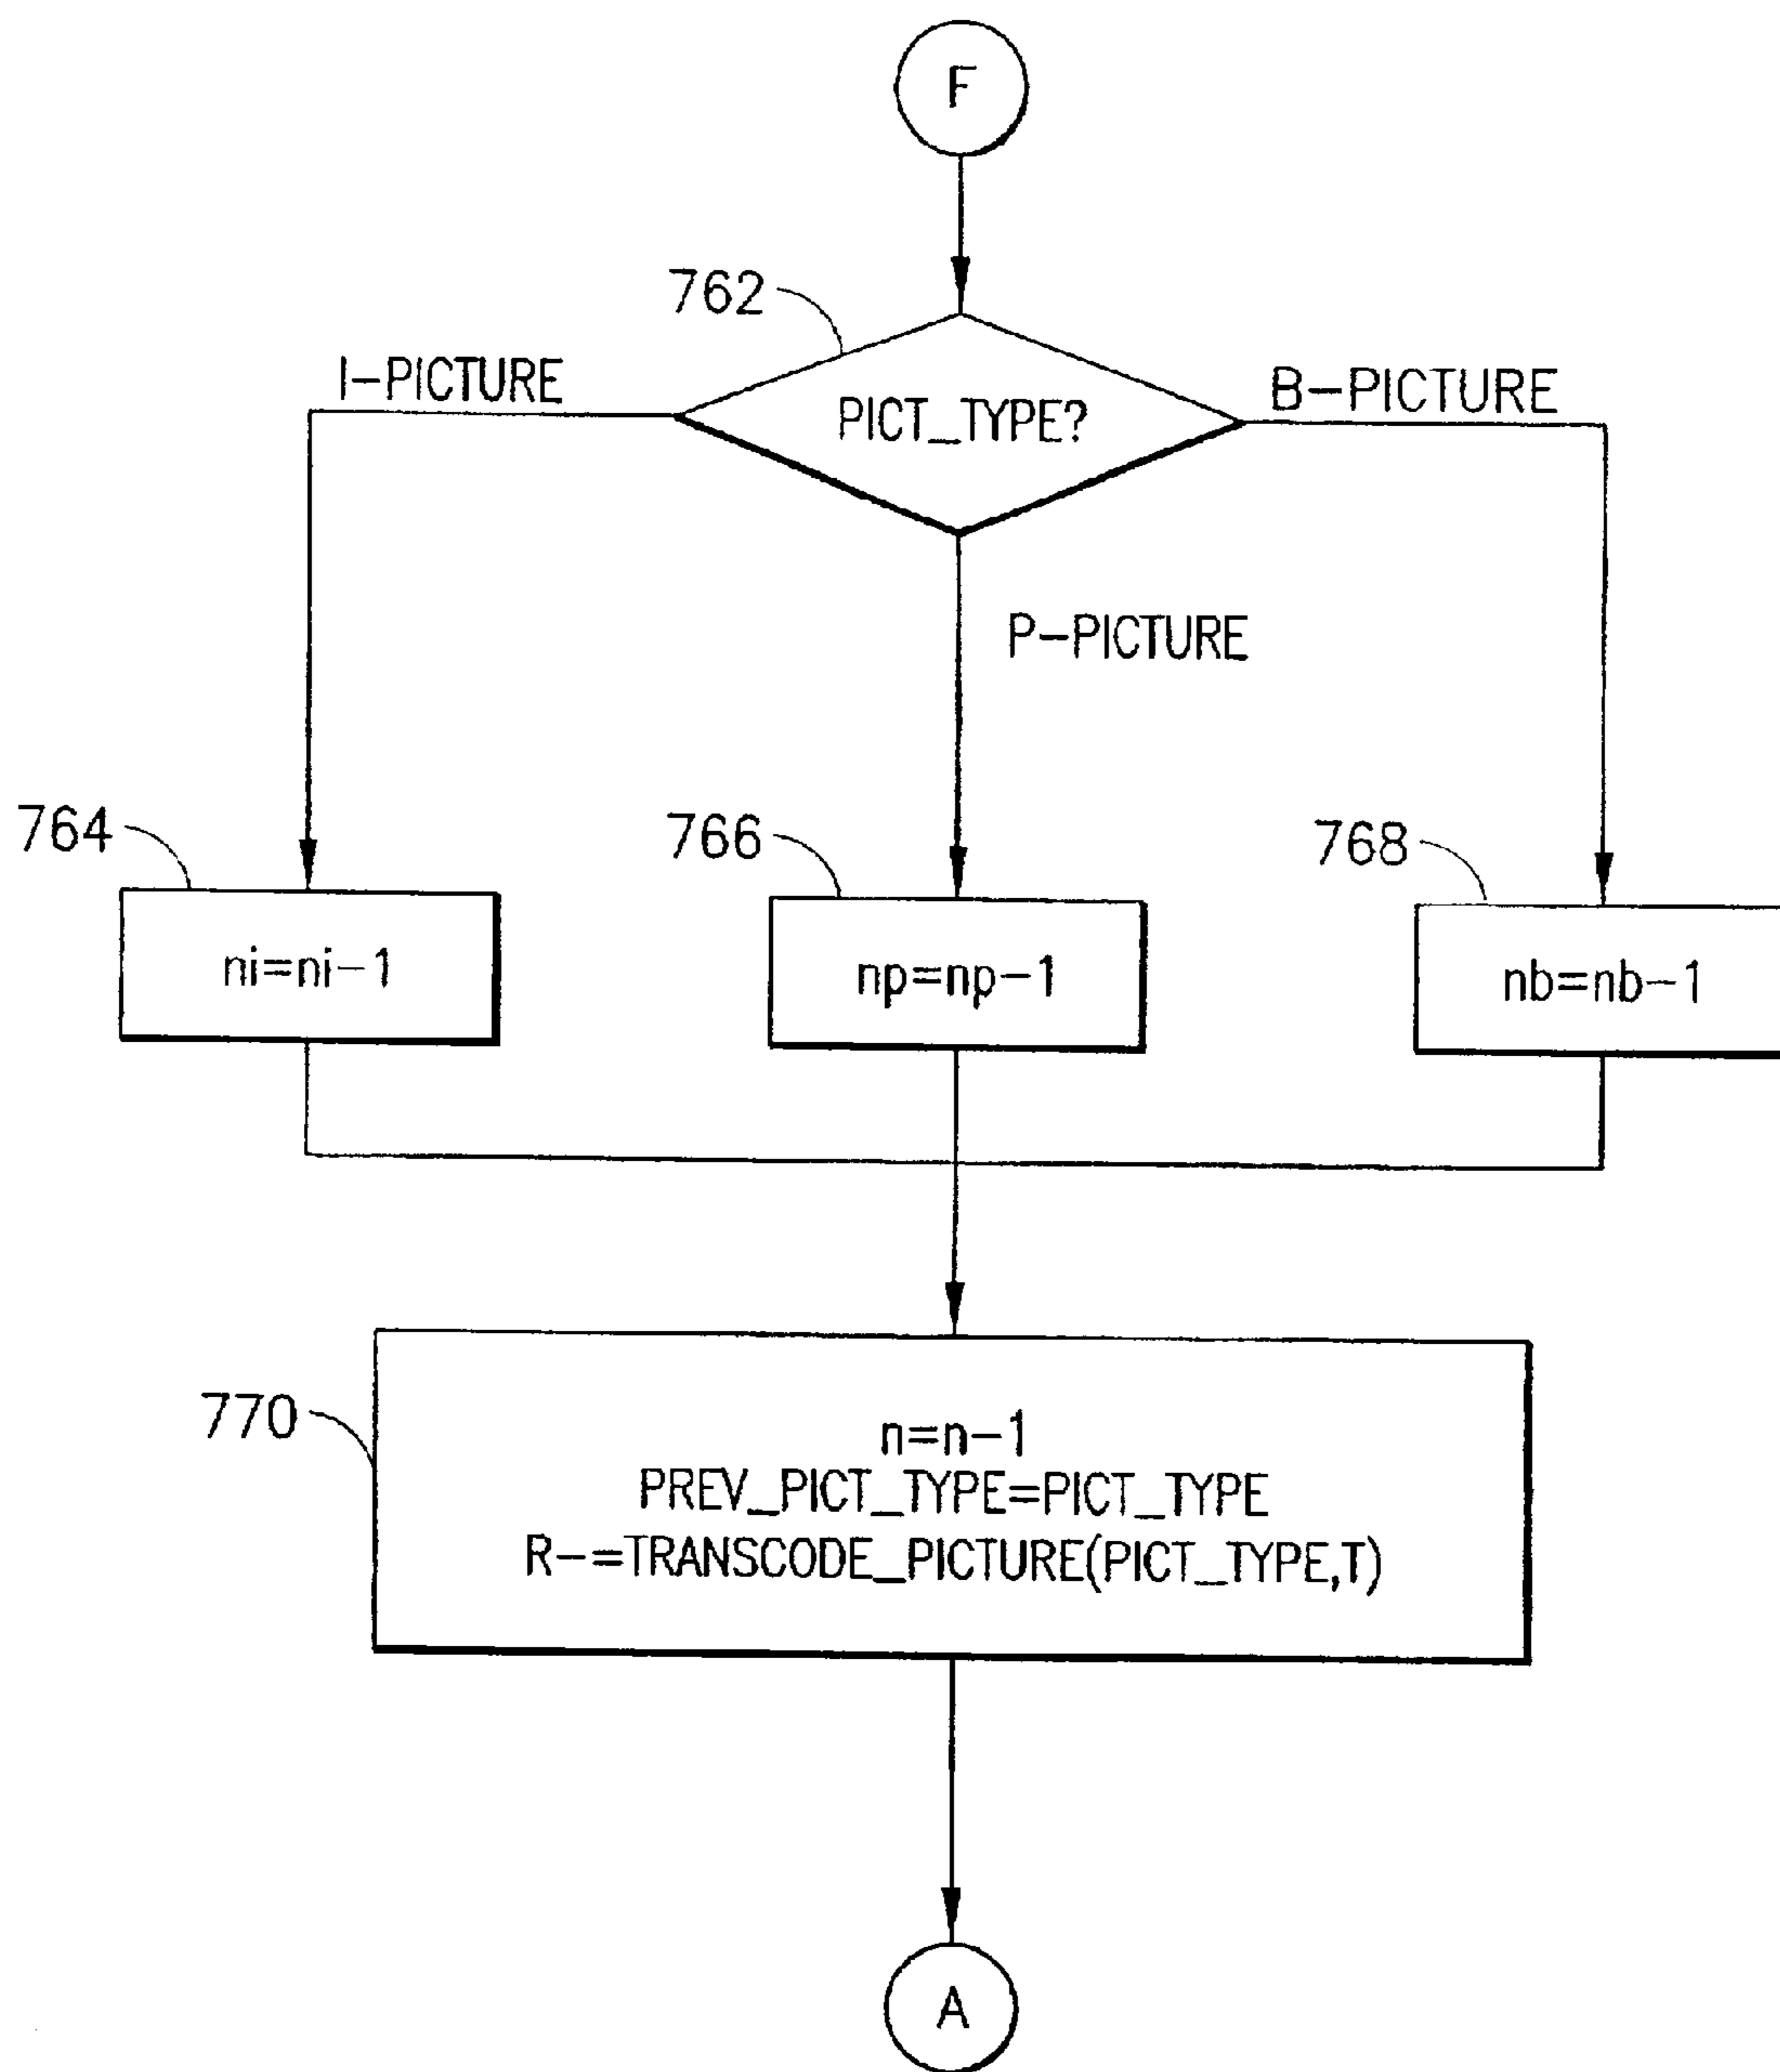 F
762
I-PICTURE
B-PICTURE
PICT_TYPE?
P-PICTURE
764
766
768
ni=ni-1
np=np-1
nb=nb-1
770
n=n-1
PREV_PICT_TYPE=PICT_TYPE
R-=TRANSCODE_PICTURE(PICT_TYPE,T)
A